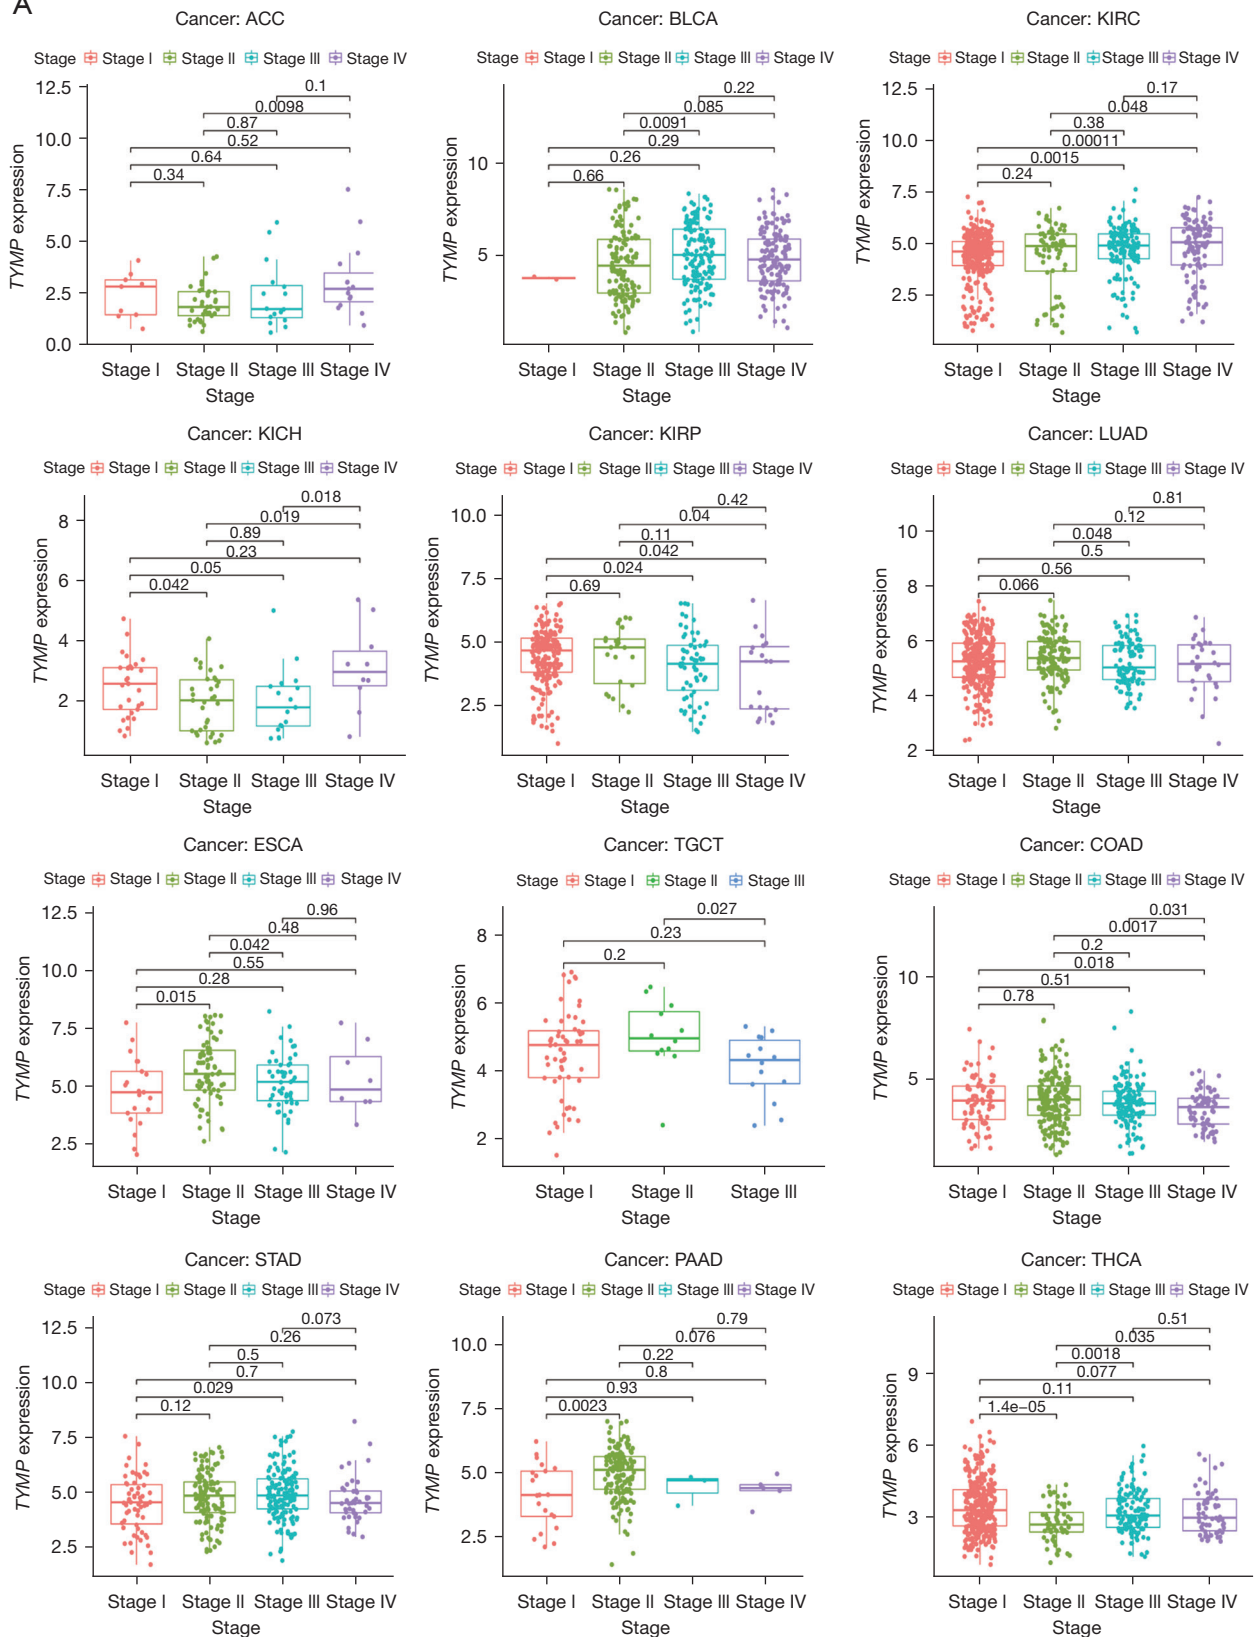 A
Cancer: ACC
Stage Stage I Stage II Stage III Stage IV
12.5
10.0
7.5
5.0
2.5
0.0
TYMP expression
0.1
0.0098
0.87
0.52
0.64
0.34
Stage I Stage II Stage III Stage IV
Stage
Cancer: BLCA
Stage Stage I Stage II Stage III Stage IV
10
5
TYMP expression
0.22
0.085
0.0091
0.29
0.26
0.66
Stage I Stage II Stage III Stage IV
Stage
Cancer: KIRC
Stage Stage I Stage II Stage III Stage IV
12.5
10.0
7.5
5.0
2.5
TYMP expression
0.17
0.048
0.38
0.00011
0.0015
0.24
Stage I Stage II Stage III Stage IV
Stage
Cancer: KICH
Stage Stage I Stage II Stage III Stage IV
8
6
4
2
TYMP expression
0.018
0.019
0.89
0.23
0.05
0.042
Stage I Stage II Stage III Stage IV
Stage
Cancer: KIRP
Stage Stage I Stage II Stage III Stage IV
10.0
7.5
5.0
2.5
TYMP expression
0.42
0.04
0.11
0.042
0.024
0.69
Stage I Stage II Stage III Stage IV
Stage
Cancer: LUAD
Stage Stage I Stage II Stage III Stage IV
10
8
6
4
2
TYMP expression
0.81
0.12
0.048
0.5
0.56
0.066
Stage I Stage II Stage III Stage IV
Stage
Cancer: ESCA
Stage Stage I Stage II Stage III Stage IV
12.5
10.0
7.5
5.0
2.5
TYMP expression
0.96
0.48
0.042
0.55
0.28
0.015
Stage I Stage II Stage III Stage IV
Stage
Cancer: TGCT
Stage Stage I Stage II Stage III
8
6
4
2
TYMP expression
0.027
0.23
0.2
Stage I Stage II Stage III
Stage
Cancer: COAD
Stage Stage I Stage II Stage III Stage IV
10
5
TYMP expression
0.031
0.0017
0.2
0.018
0.51
0.78
Stage I Stage II Stage III Stage IV
Stage
Cancer: STAD
Stage Stage I Stage II Stage III Stage IV
12.5
10.0
7.5
5.0
2.5
TYMP expression
0.073
0.26
0.5
0.7
0.029
0.12
Stage I Stage II Stage III Stage IV
Stage
Cancer: PAAD
Stage Stage I Stage II Stage III Stage IV
10.0
7.5
5.0
2.5
TYMP expression
0.79
0.076
0.22
0.8
0.93
0.0023
Stage I Stage II Stage III Stage IV
Stage
Cancer: THCA
Stage Stage I Stage II Stage III Stage IV
9
6
3
TYMP expression
0.51
0.035
0.0018
0.077
0.11
1.4e−05
Stage I Stage II Stage III Stage IV
Stage